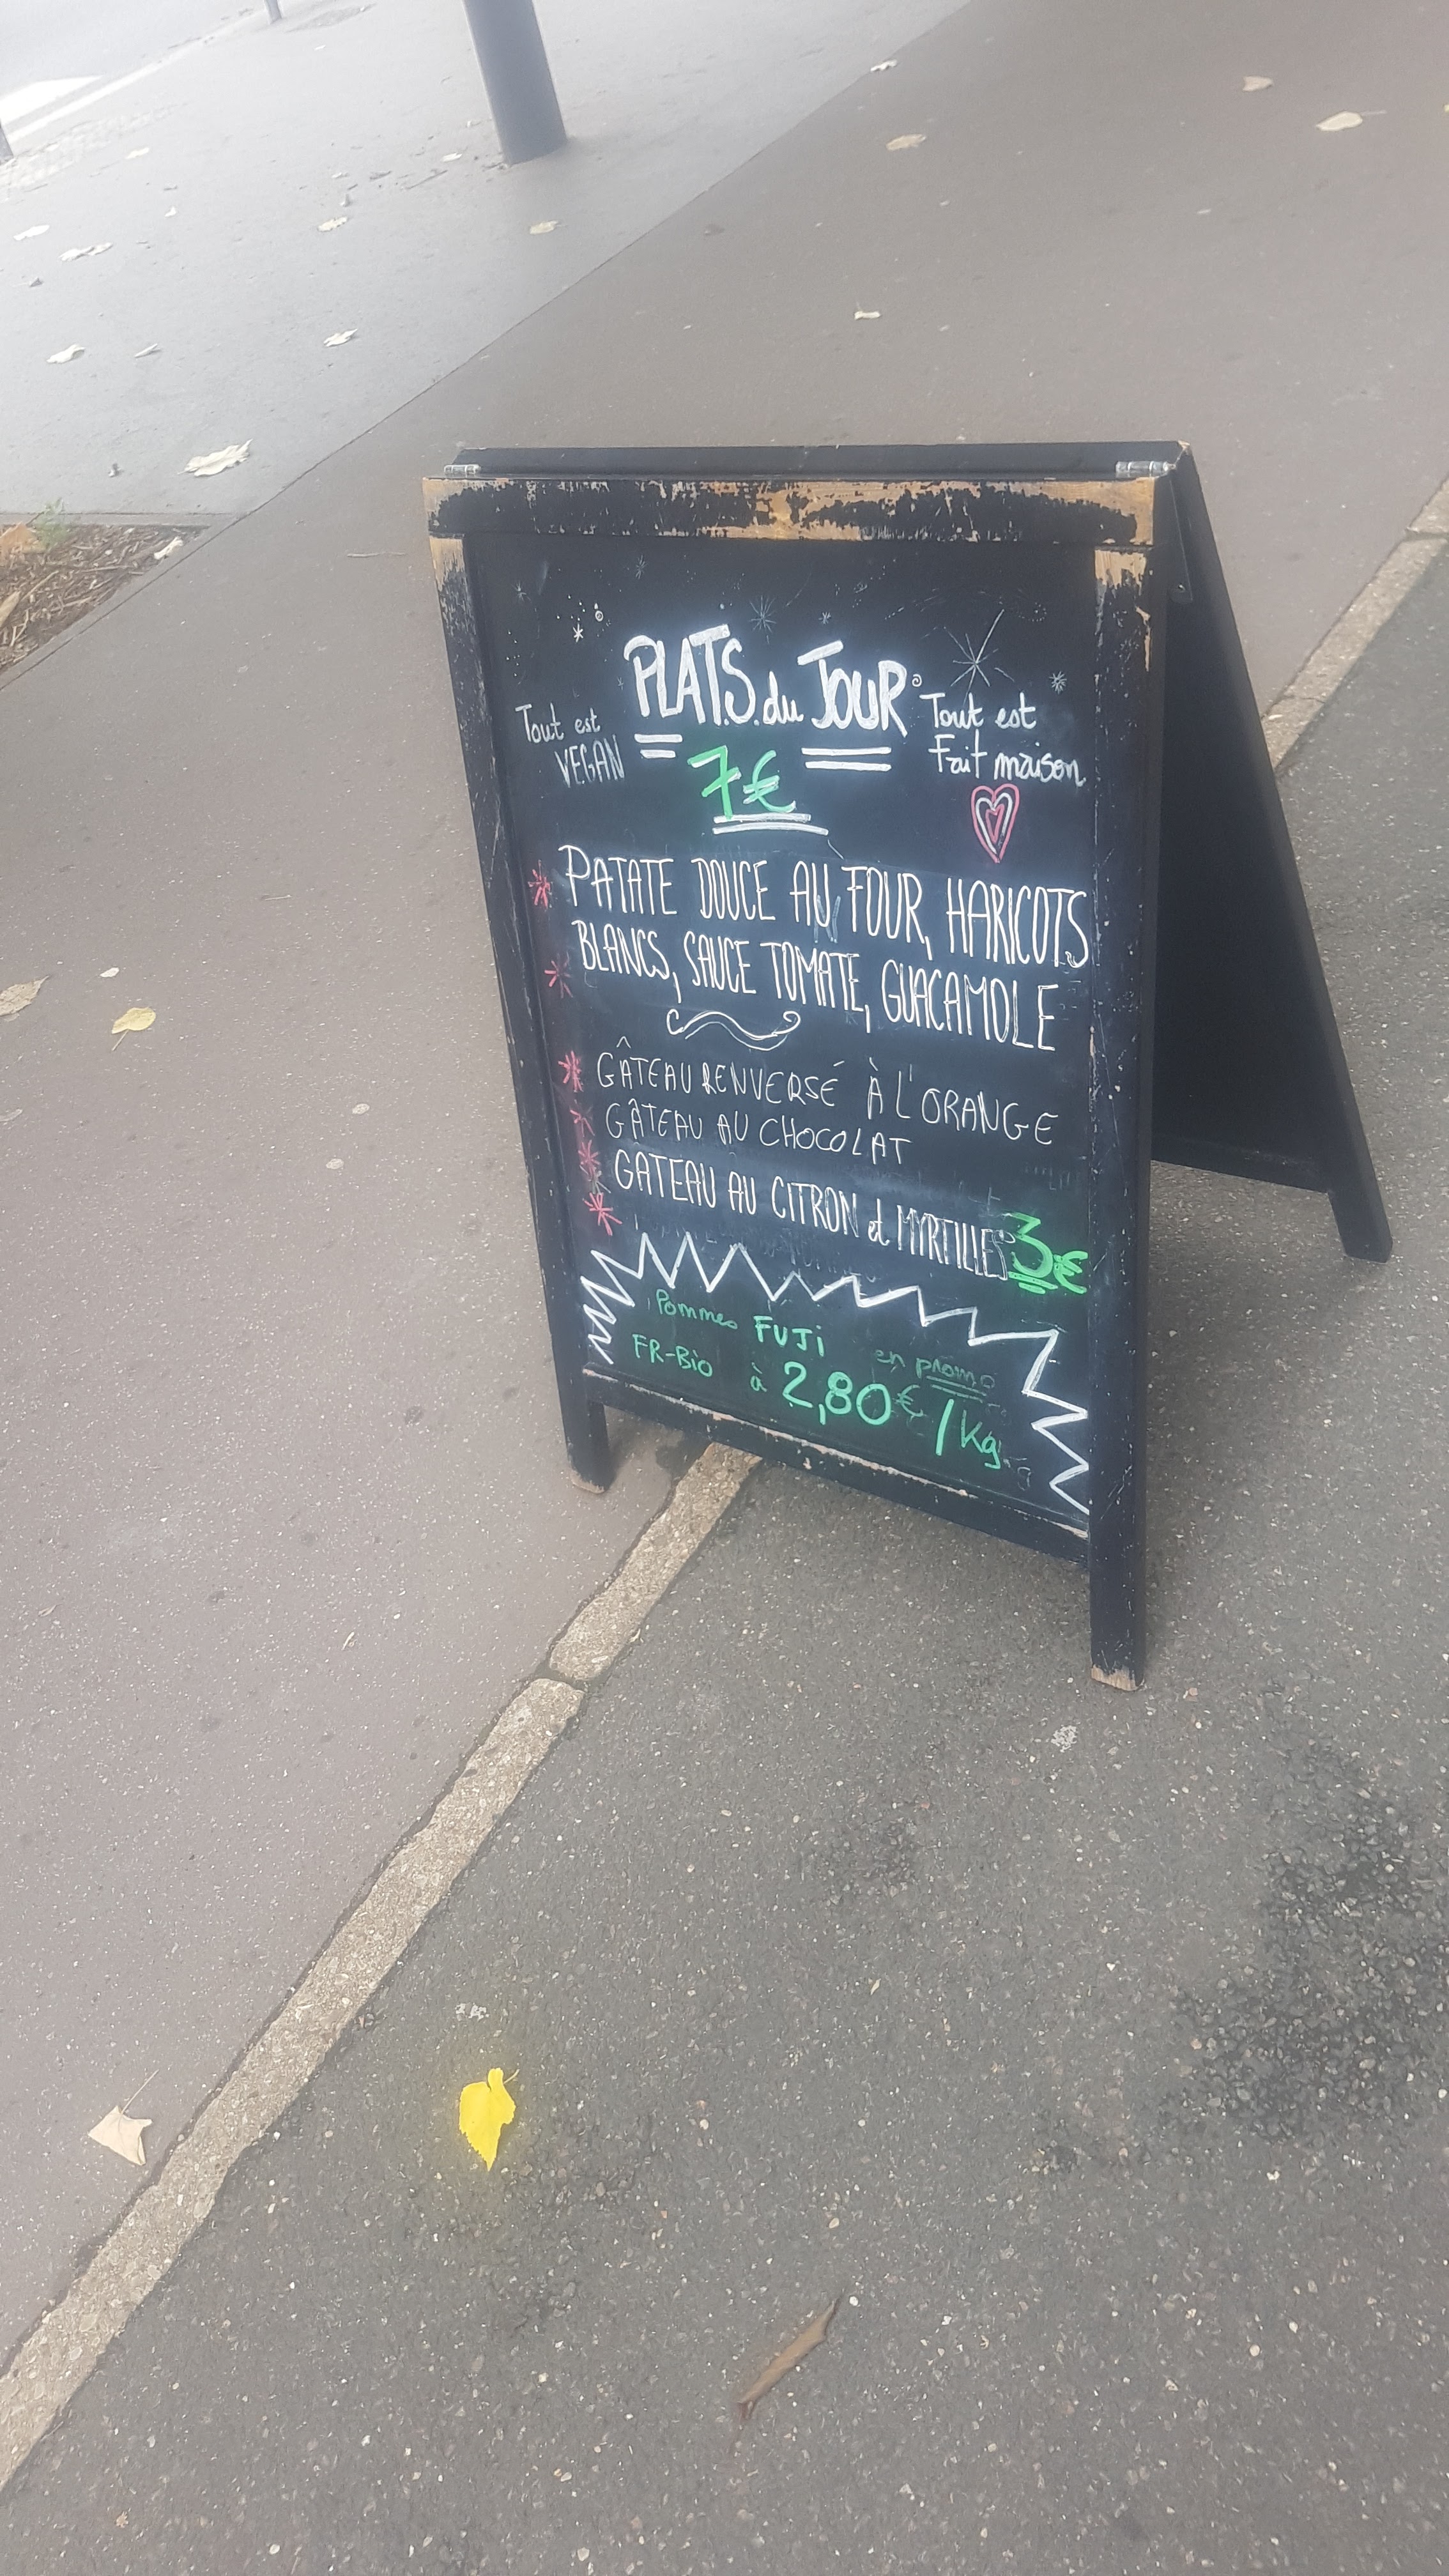 PLATS du JOUR
Tout est
VEGAN
7€
Tout est
Fait maison
PATATE DOUCE AU FOUR, HARICOTS
BLANCS, SAUCE TOMATE, GUACAMOLE
GÂTEAU RENVERSÉ À L'ORANGE
GÂTEAU AU CHOCOLAT
GATEAU AU CITRON et MYRTILLES 3€
Pommes FUJI en promo
FR-BIO à 2,80€/kg